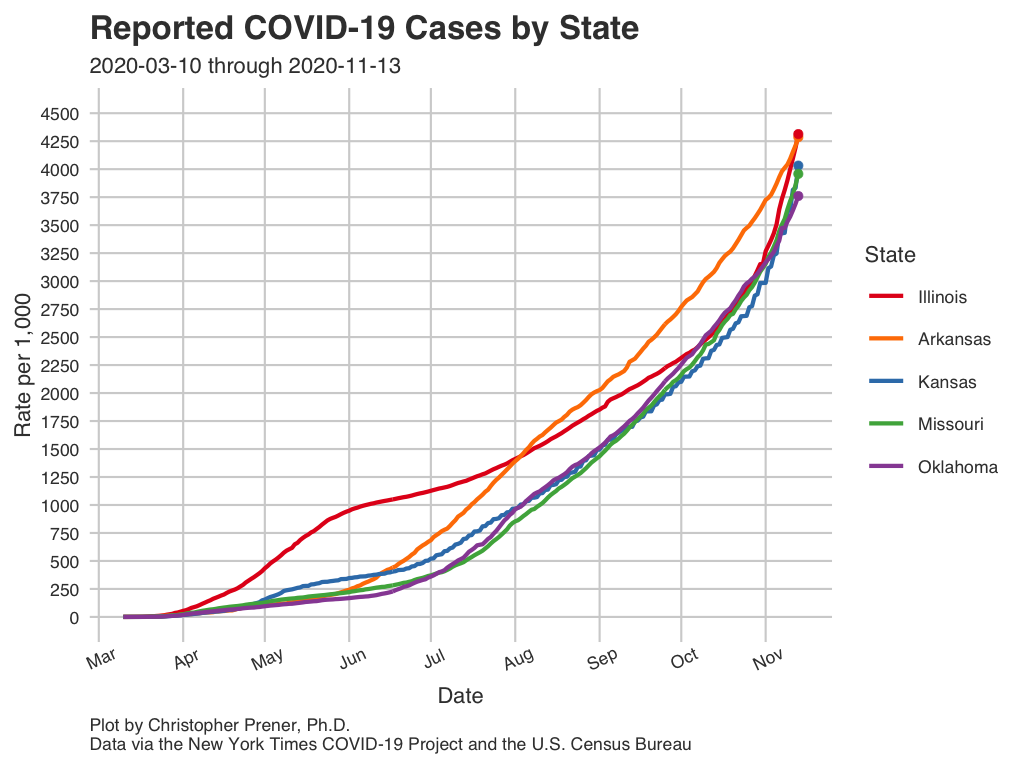 Reported COVID-19 Cases by State
2020-03-10 through 2020-11-13
4500
4250
4000
3750
3500
3250
3000
2750
2500
2250
2000
1750
1500
1250
1000
750
500
250
0
Rate per 1,000
Mar
Apr
May
Jun
Jul
Aug
Sep
Oct
Nov
Date
State
Illinois
Arkansas
Kansas
Missouri
Oklahoma
Plot by Christopher Prener, Ph.D.
Data via the New York Times COVID-19 Project and the U.S. Census Bureau